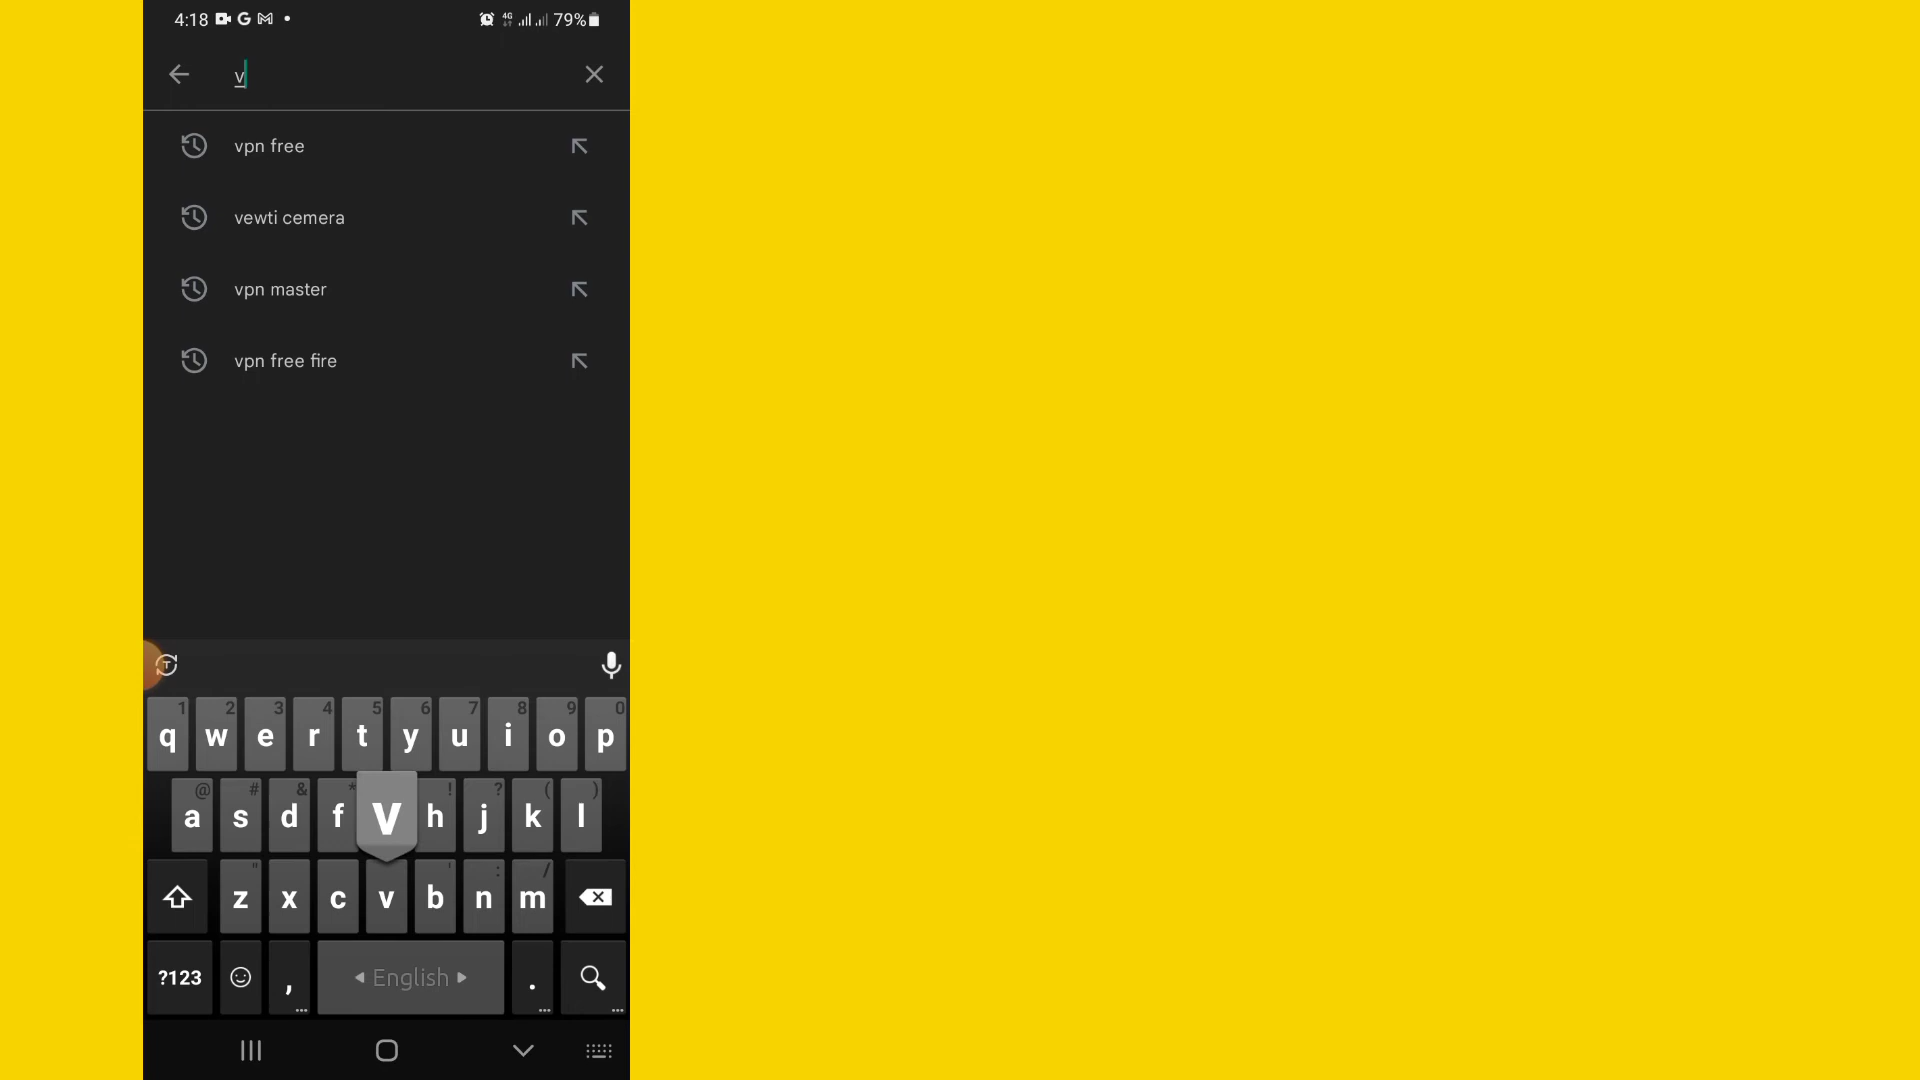 4:18 G M 4G 79%
v
vpn free
vewti cemera
vpn master
vpn free fire
T
1 2 3 4 5 6 7 8 9 0
q w e r t y u i o p
@ # & * ! ? ( )
a s d f V h j k l
" ' : /
z x c v b n m
?123 , English .